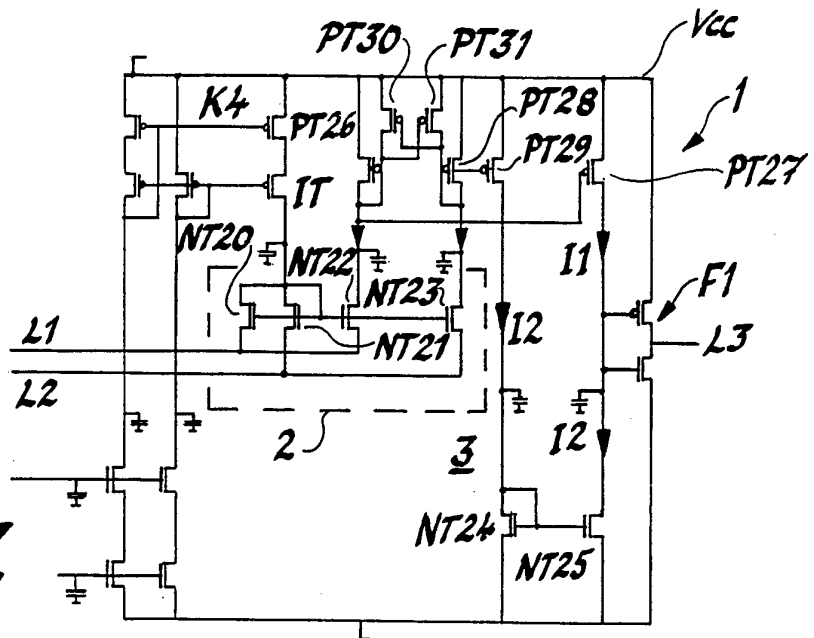 PT30
PT31
Vcc
1
K4
PT26
PT28
PT29
PT27
IT
NT20
NT22
NT23
I1
F1
L1
NT21
I2
L3
L2
2
3
I2
NT24
NT25